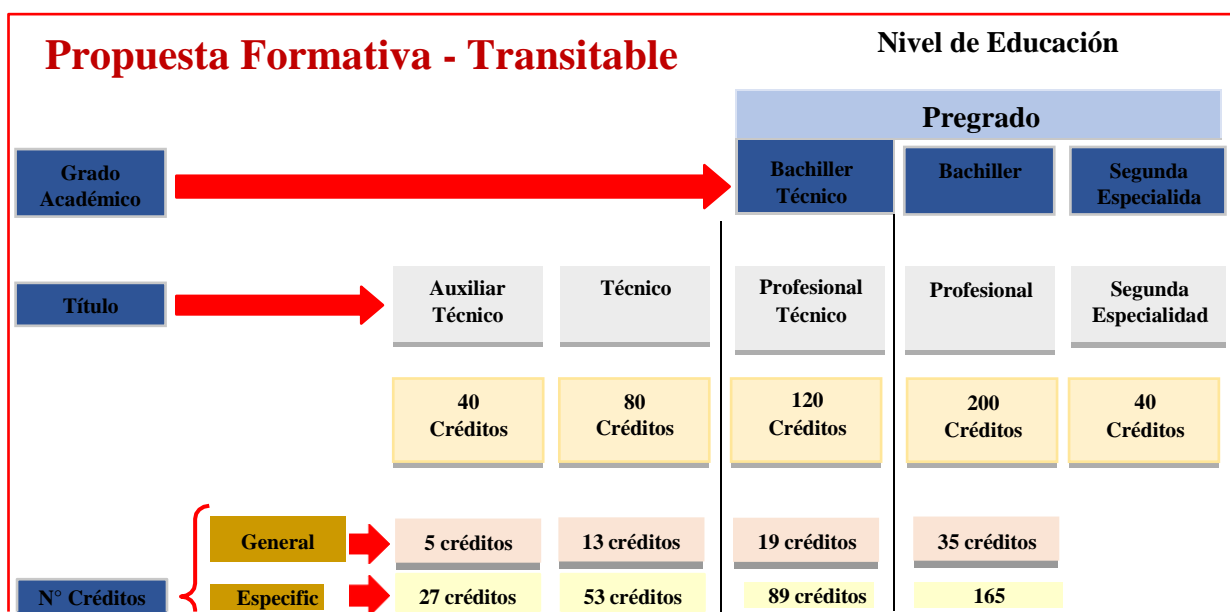 Propuesta Formativa - Transitable
Nivel de Educación
Pregrado
Grado
Académico
Bachiller
Técnico
Bachiller
Segunda
Especialida
Título
Auxiliar
Técnico
Técnico
Profesional
Técnico
Profesional
Segunda
Especialidad
40
Créditos
80
Créditos
120
Créditos
200
Créditos
40
Créditos
General
5 créditos
13 créditos
19 créditos
35 créditos
N° Créditos
Especific
27 créditos
53 créditos
89 créditos
165